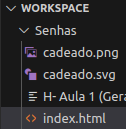 WORKSPACE
Senhas
cadeado.png
cadeado.svg
H- Aula 1 (Gera
index.html